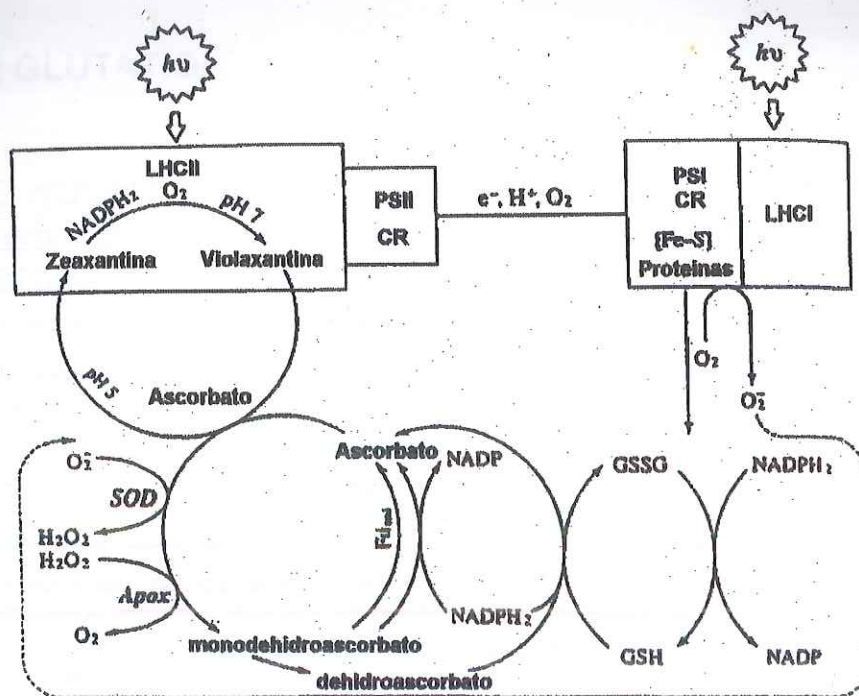 hν
hν
LHCII
O₂
NADPH₂
pH 7
Zeaxantina
Violaxantina
PSII
CR
e⁻, H⁺, O₂
PSI
CR
[Fe-S]
Proteinas
LHCI
pH 5
Ascorbato
O₂
O₂⁻
O₂⁻
SOD
H₂O₂
H₂O₂
Apox
O₂
Ascorbato
NADP
GSSG
NADPH₂
NADPH₂
monodehidroascorbato
dehidroascorbato
GSH
NADP